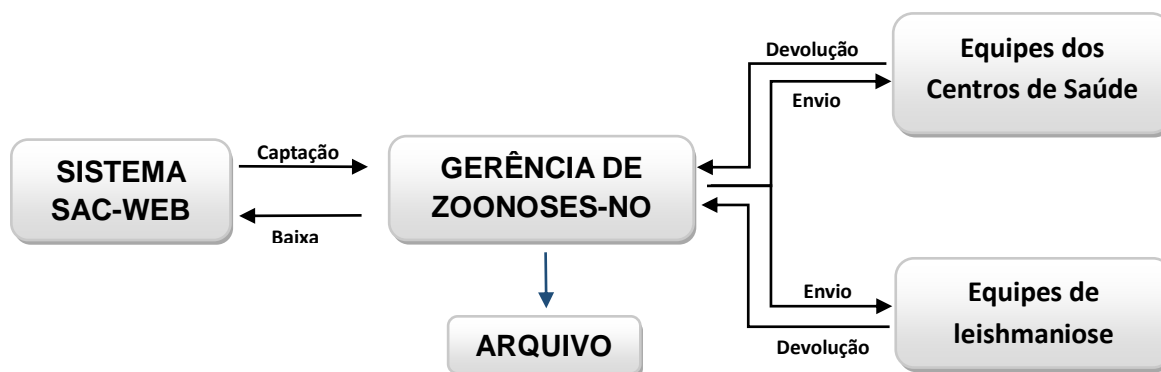 Devolução
Equipes dos
Centros de Saúde
Envio
Captação
SISTEMA
SAC-WEB
GERÊNCIA DE
ZOONOSES-NO
Baixa
Envio
Equipes de
leishmaniose
ARQUIVO
Devolução